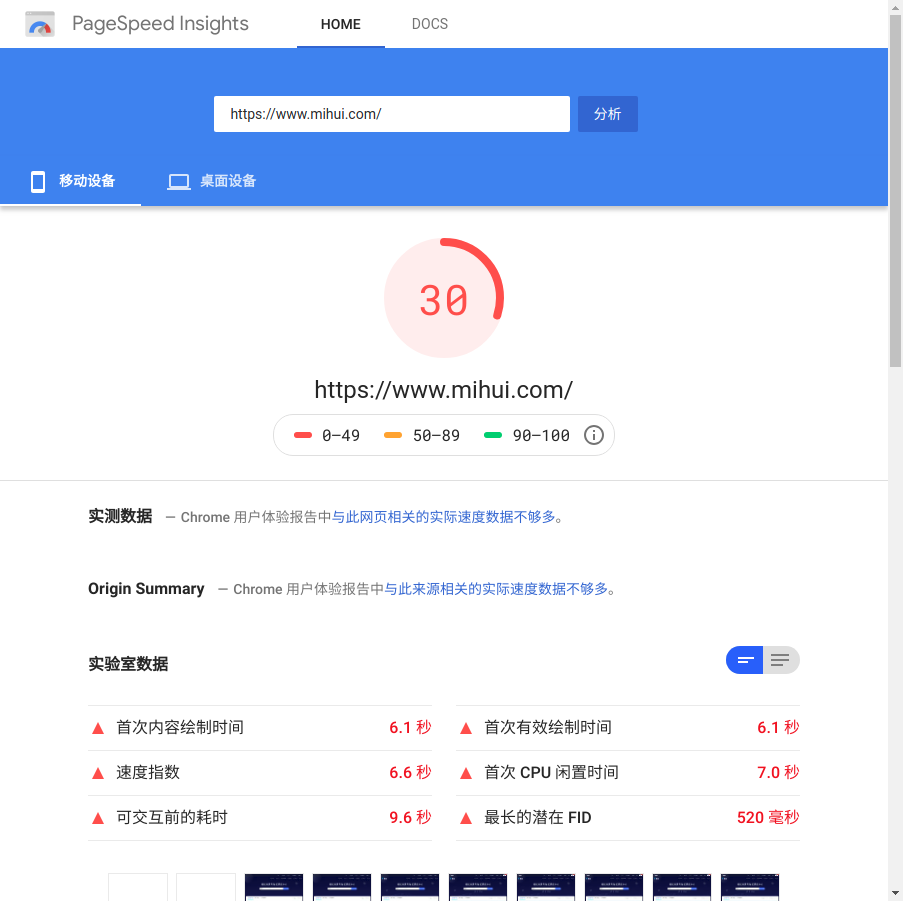 PageSpeed Insights HOME DOCS
https://www.mihui.com/ 分析
移动设备 桌面设备
30
https://www.mihui.com/
0–49 50–89 90–100
实测数据 — Chrome 用户体验报告中与此网页相关的实际速度数据不够多。
Origin Summary — Chrome 用户体验报告中与此来源相关的实际速度数据不够多。
实验室数据
首次内容绘制时间 6.1 秒 首次有效绘制时间 6.1 秒
速度指数 6.6 秒 首次 CPU 闲置时间 7.0 秒
可交互前的耗时 9.6 秒 最长的潜在 FID 520 毫秒